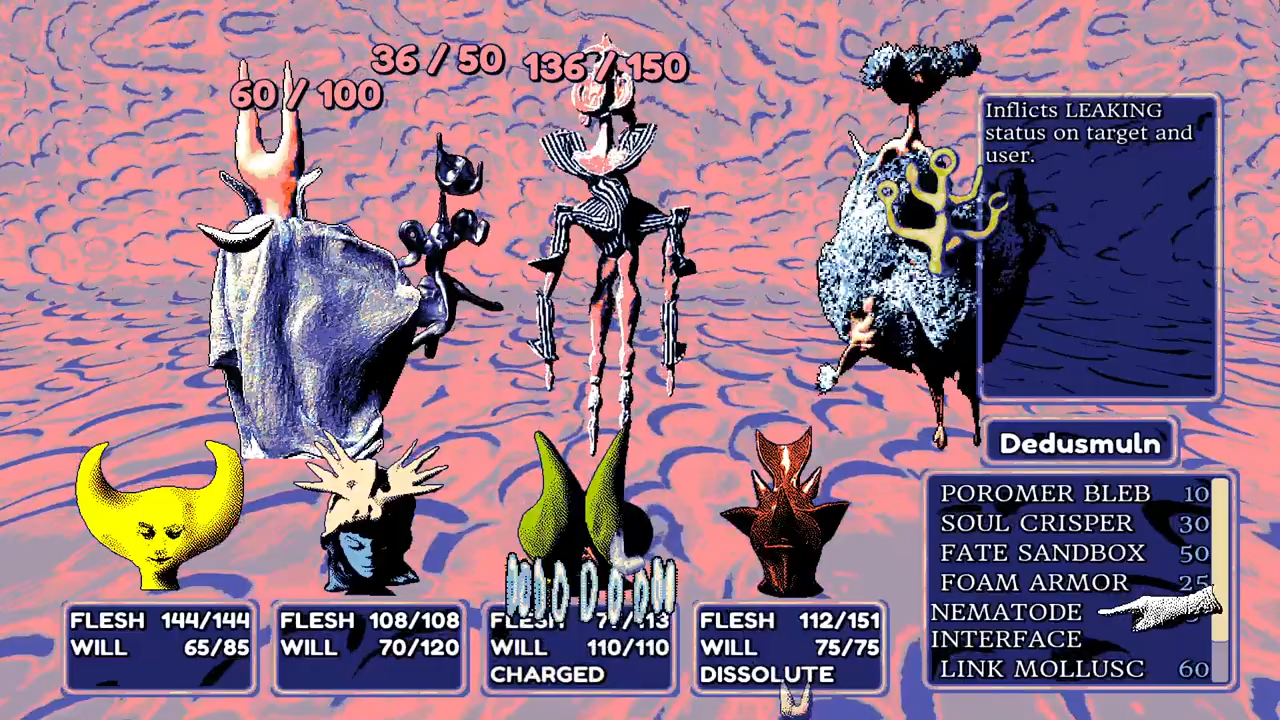 36 / 50
136 / 150
60 / 100
Inflicts LEAKING
status on target and
user.
Dedusmuln
POROMER BLEB 10
SOUL CRISPER 30
FATE SANDBOX 50
FOAM ARMOR 25
NEMATODE
INTERFACE
LINK MOLLUSC 60
FLESH 144/144
WILL 65/85
FLESH 108/108
WILL 70/120
FLESH
WILL 110/110
CHARGED
FLESH 112/151
WILL 75/75
DISSOLUTE